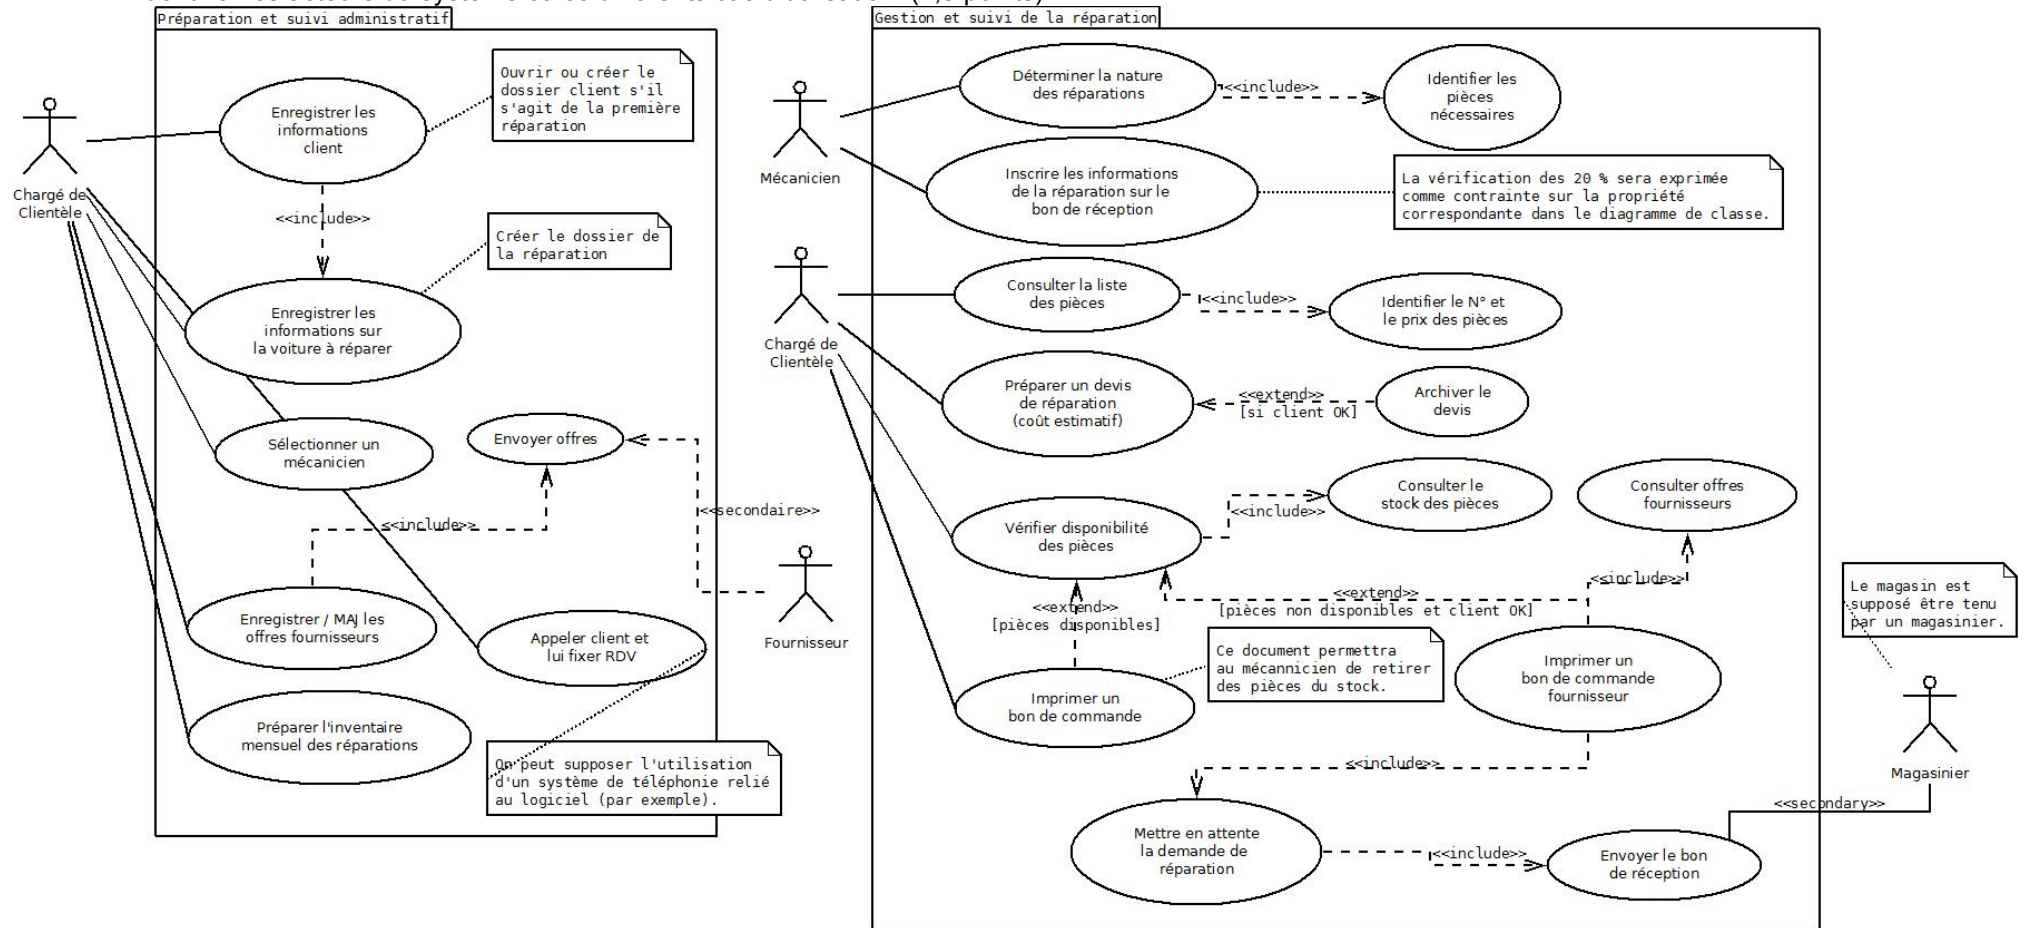 Préparation et suivi administratif
Ouvrir ou créer le
dossier client s'il
s'agit de la première
réparation
Enregistrer les
informations
client
Chargé de
Clientèle
<<include>>
Créer le dossier de
la réparation
Enregistrer les
informations sur
la voiture à réparer
Sélectionner un
mécanicien
Envoyer offres
<<include>>
<<secondaire>>
Enregistrer / MAJ les
offres fournisseurs
Appeler client et
lui fixer RDV
Fournisseur
Préparer l'inventaire
mensuel des réparations
On peut supposer l'utilisation
d'un système de téléphonie relié
au logiciel (par exemple).
Gestion et suivi de la réparation
Déterminer la nature
des réparations
<<include>>
Identifier les
pièces
nécessaires
Mécanicien
Inscrire les informations
de la réparation sur le
bon de réception
La vérification des 20 % sera exprimée
comme contrainte sur la propriété
correspondante dans le diagramme de classe.
Consulter la liste
des pièces
<<include>>
Identifier le N° et
le prix des pièces
Chargé de
Clientèle
Préparer un devis
de réparation
(coût estimatif)
<<extend>>
[si client OK]
Archiver le
devis
Vérifier disponibilité
des pièces
<<include>>
Consulter le
stock des pièces
Consulter offres
fournisseurs
<<include>>
<<extend>>
[pièces non disponibles et client OK]
<<extend>>
[pièces disponibles]
Le magasin est
supposé être tenu
par un magasinier.
Ce document permettra
au mécannicien de retirer
des pièces du stock.
Imprimer un
bon de commande
Imprimer un
bon de commande
fournisseur
<<include>>
Magasinier
<<secondary>>
Mettre en attente
la demande de
réparation
<<include>>
Envoyer le bon
de réception